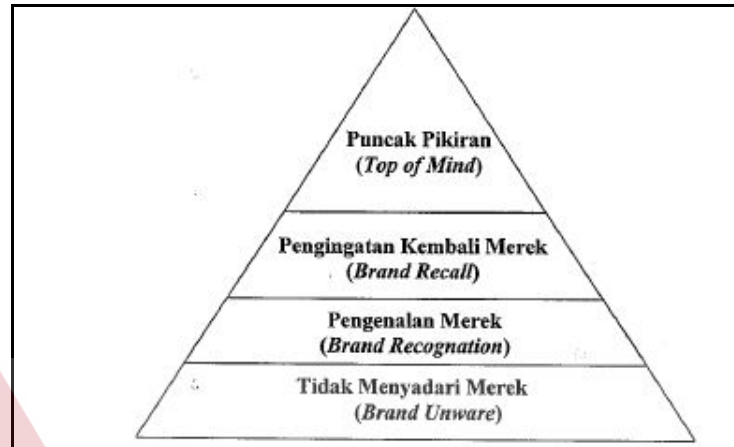 Puncak Pikiran
(Top of Mind)
Pengingatan Kembali Merek
(Brand Recall)
Pengenalan Merek
(Brand Recognation)
Tidak Menyadari Merek
(Brand Unware)